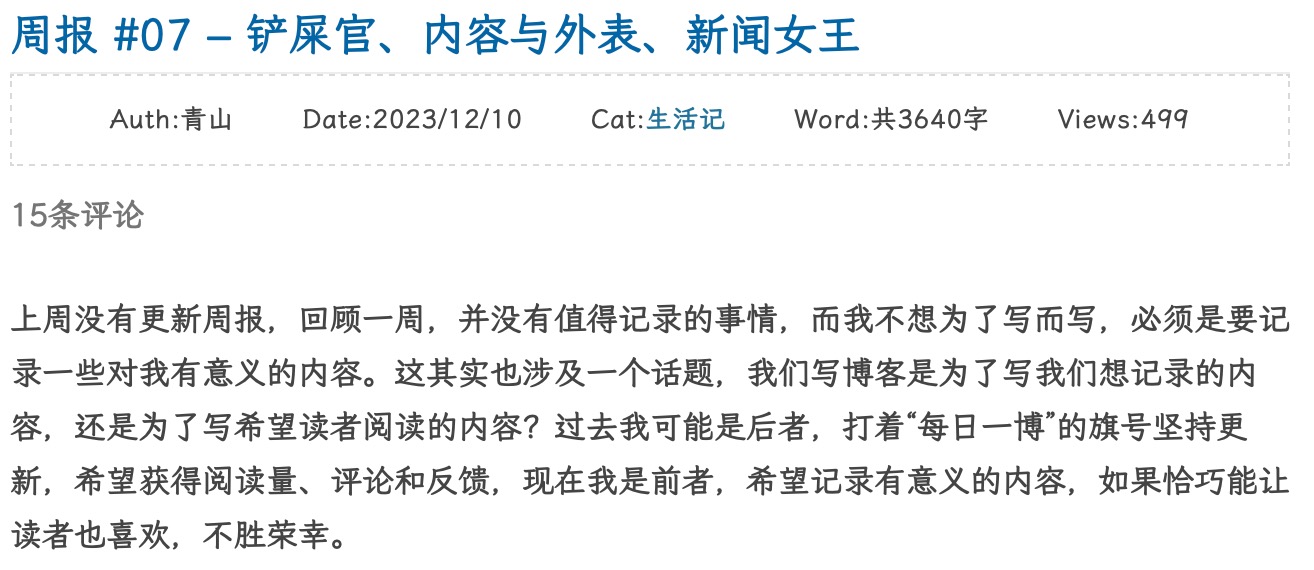 周报 #07 – 铲屎官、内容与外表、新闻女王
Auth:青山 Date:2023/12/10 Cat:生活记 Word:共3640字 Views:499
15条评论
上周没有更新周报，回顾一周，并没有值得记录的事情，而我不想为了写而写，必须是要记
录一些对我有意义的内容。这其实也涉及一个话题，我们写博客是为了写我们想记录的内
容，还是为了写希望读者阅读的内容？过去我可能是后者，打着“每日一博”的旗号坚持更
新，希望获得阅读量、评论和反馈，现在我是前者，希望记录有意义的内容，如果恰巧能让
读者也喜欢，不胜荣幸。